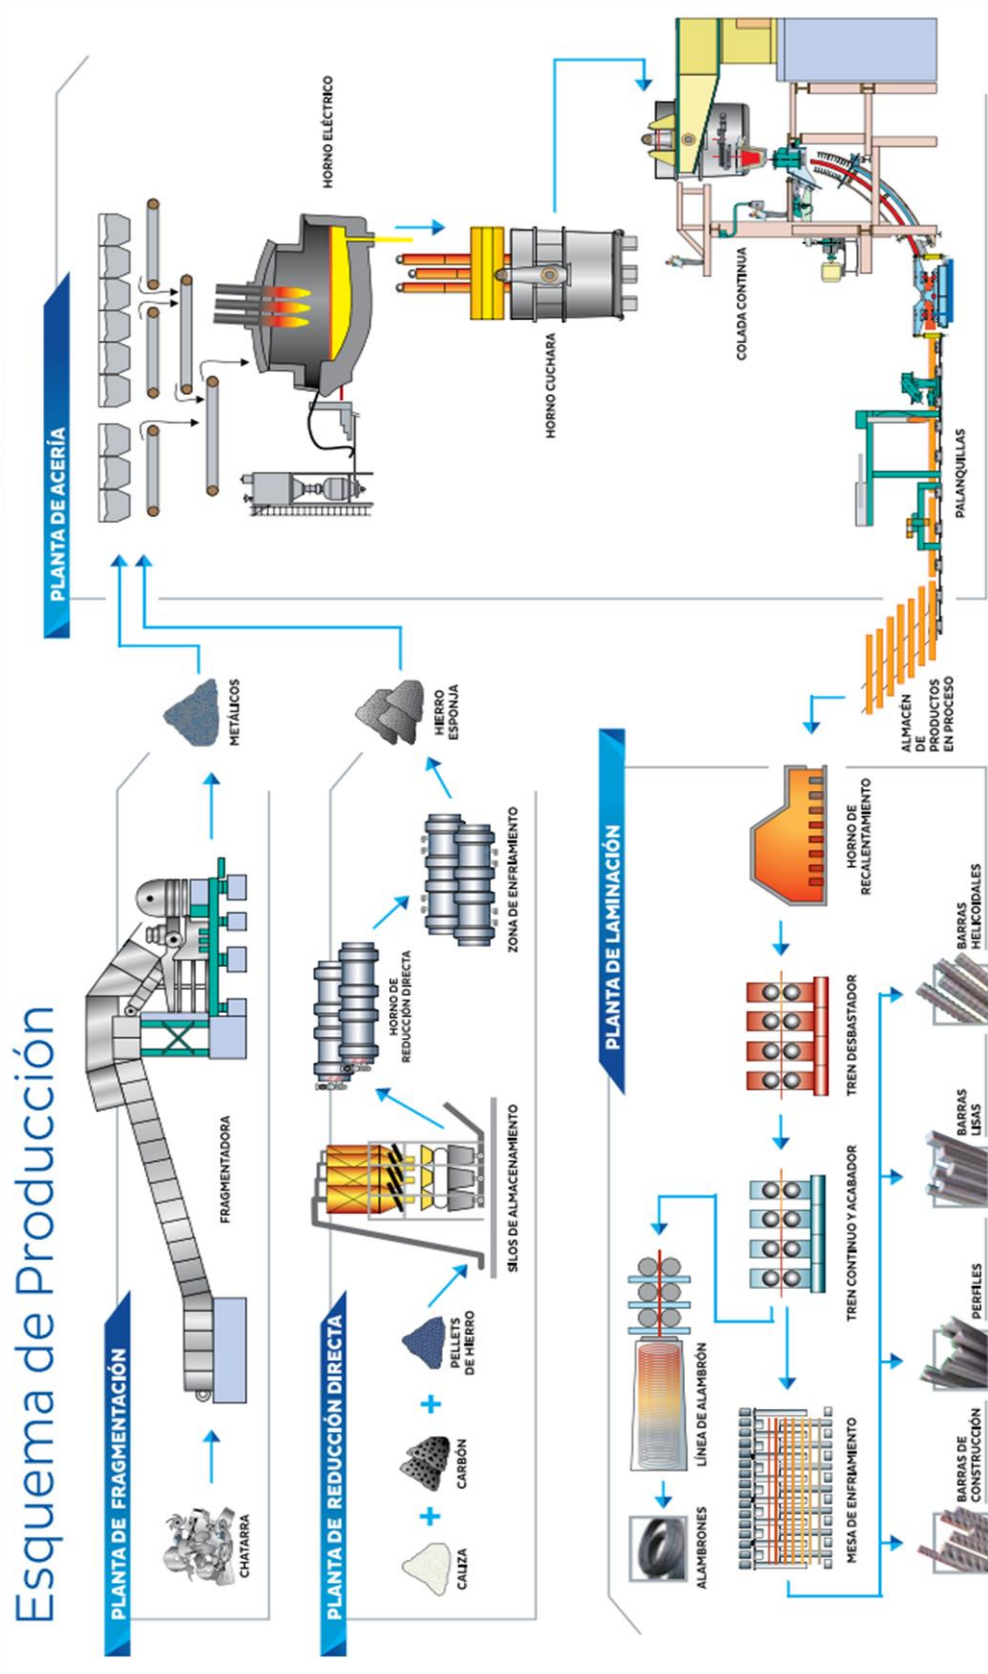 Esquema de Producción
PLANTA DE FRAGMENTACIÓN
CHATARRA
FRAGMENTADORA
METÁLICOS
PLANTA DE REDUCCIÓN DIRECTA
CALIZA
CARBÓN
PELLETS
DE HIERRO
SILOS DE ALMACENAMIENTO
HORNO DE
REDUCCIÓN DIRECTA
ZONA DE ENFRIAMIENTO
HIERRO
ESPONJA
PLANTA DE ACERÍA
HORNO ELÉCTRICO
HORNO CUCHARA
COLADA CONTINUA
PALANQUILLAS
ALMACÉN
DE
PRODUCTOS
EN PROCESO
PLANTA DE LAMINACIÓN
HORNO DE
RECALENTAMIENTO
TREN DESBASTADOR
TREN CONTINUO Y ACABADOR
LÍNEA DE ALAMBRÓN
ALAMBRONES
MESA DE ENFRIAMIENTO
BARRAS DE
CONSTRUCCIÓN
PERFILES
BARRAS
LISAS
BARRAS
HELICOIDALES